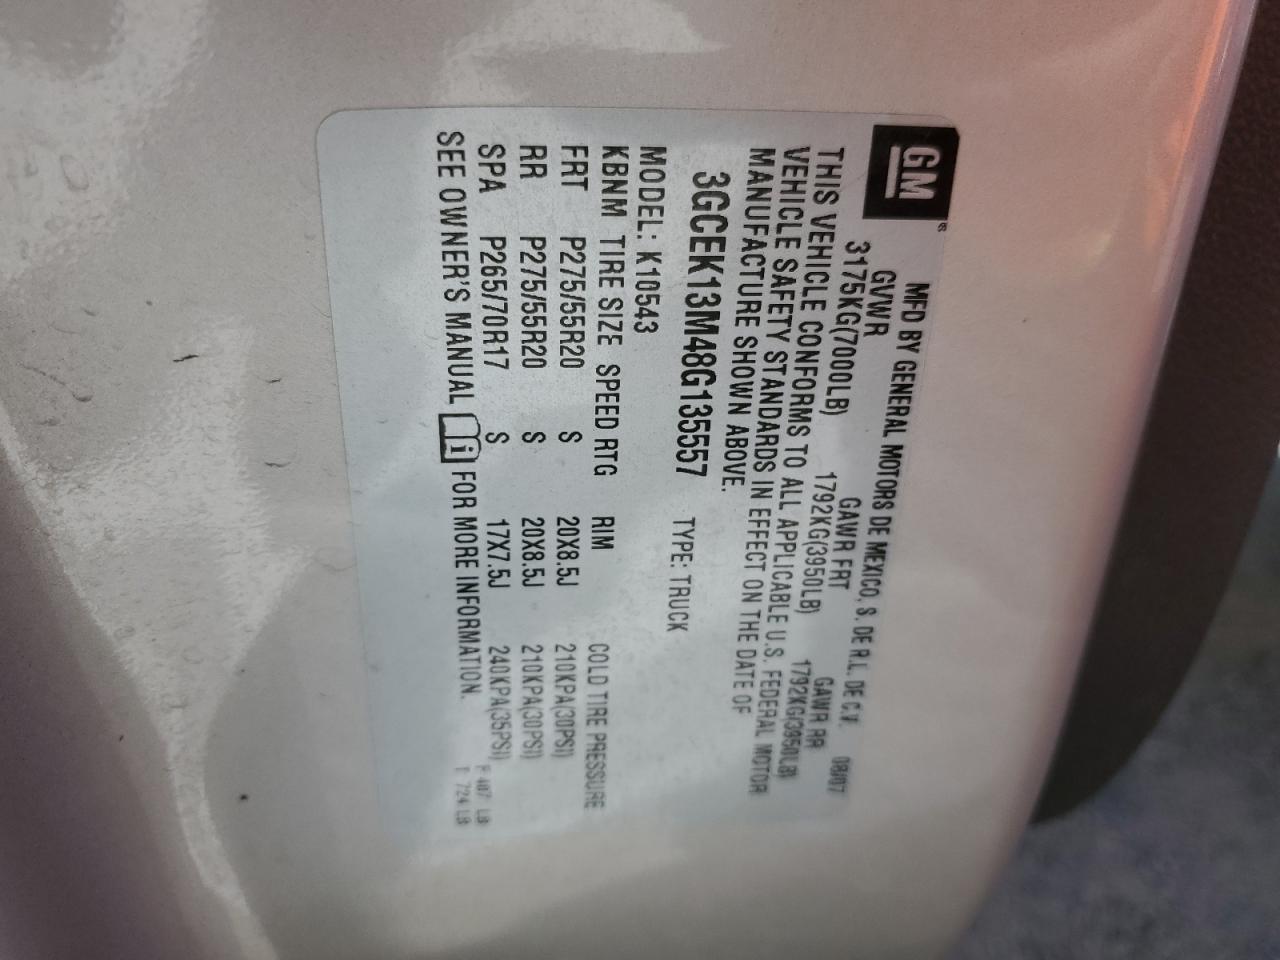 GM®
MFD BY GENERAL MOTORS DE MEXICO, S. DE R.L. DE C.V. 08/07
GVWR GAWR FRT GAWR RR
3175KG(7000LB) 1792KG(3950LB) 1792KG(3950LB)
THIS VEHICLE CONFORMS TO ALL APPLICABLE U.S. FEDERAL MOTOR
VEHICLE SAFETY STANDARDS IN EFFECT ON THE DATE OF
MANUFACTURE SHOWN ABOVE.
3GCEK13M48G135557 TYPE: TRUCK
MODEL: K10543
KBNM TIRE SIZE SPEED RTG RIM COLD TIRE PRESSURE
FRT P275/55R20 S 20X8.5J 210KPA(30PSI)
RR P275/55R20 S 20X8.5J 210KPA(30PSI)
SPA P265/70R17 S 17X7.5J 240KPA(35PSI)
SEE OWNER'S MANUAL i FOR MORE INFORMATION.
LB
724 LB